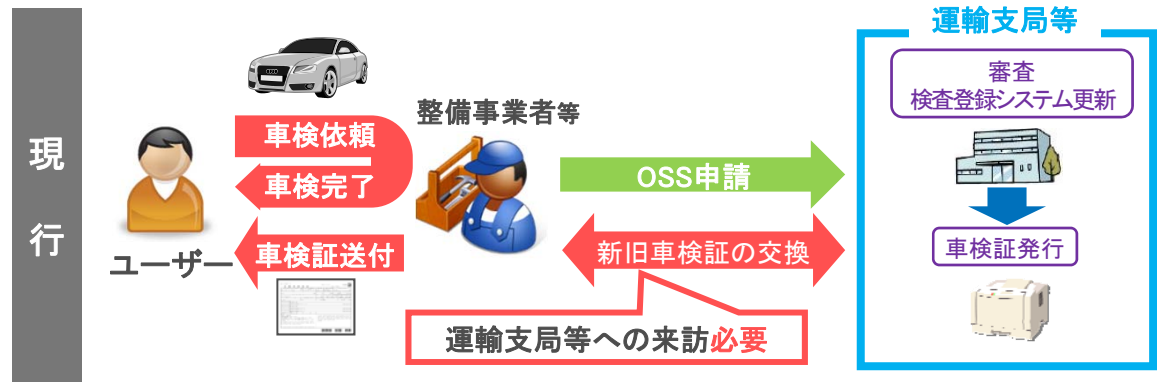 現行
運輸支局等
審査
検査登録システム更新
整備事業者等
車検依頼
車検完了
OSS申請
ユーザー
車検証送付
新旧車検証の交換
車検証発行
運輸支局等への来訪必要